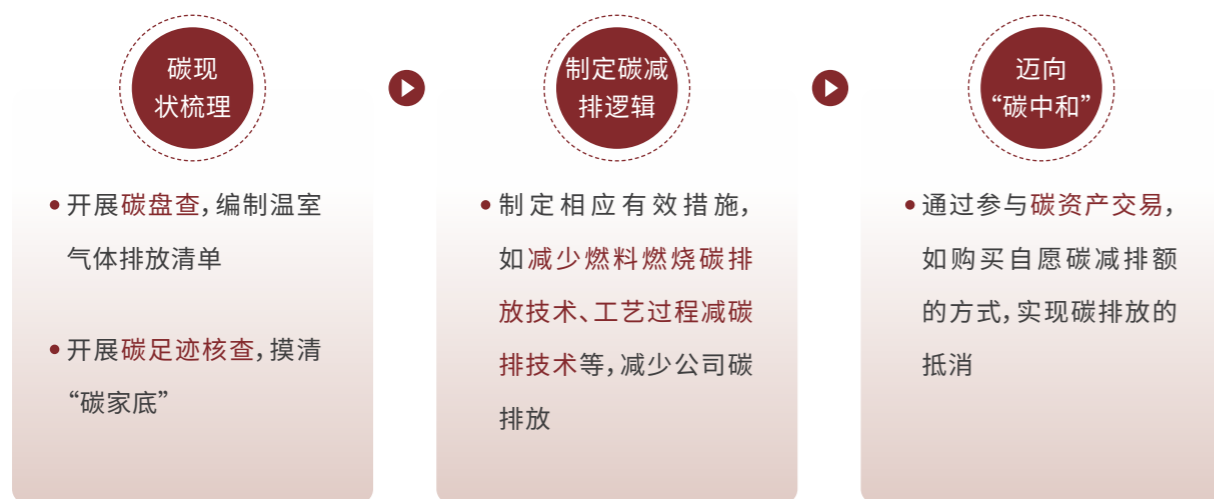 碳现
状梳理
• 开展碳盘查，编制温室
气体排放清单
• 开展碳足迹核查，摸清
“碳家底”
制定碳减
排逻辑
• 制定相应有效措施，
如减少燃料燃烧碳排
放技术、工艺过程减碳
排技术等，减少公司碳
排放
迈向
“碳中和”
• 通过参与碳资产交易，
如购买自愿碳减排额
的方式，实现碳排放的
抵消